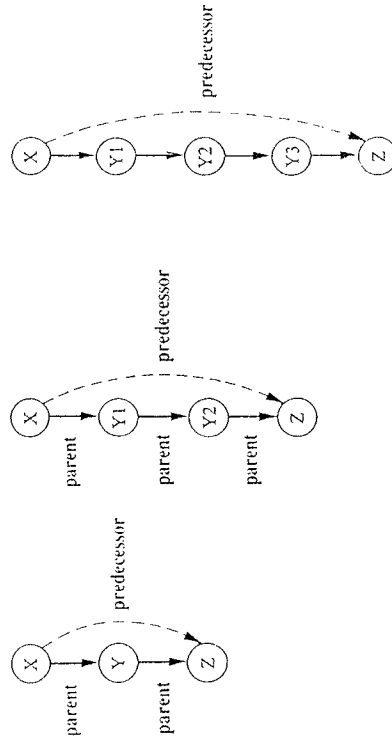 X
parent
Y
predecessor
parent
Z
X
parent
Y1
predecessor
parent
Y2
parent
Z
X
Y1
predecessor
Y2
Y3
Z